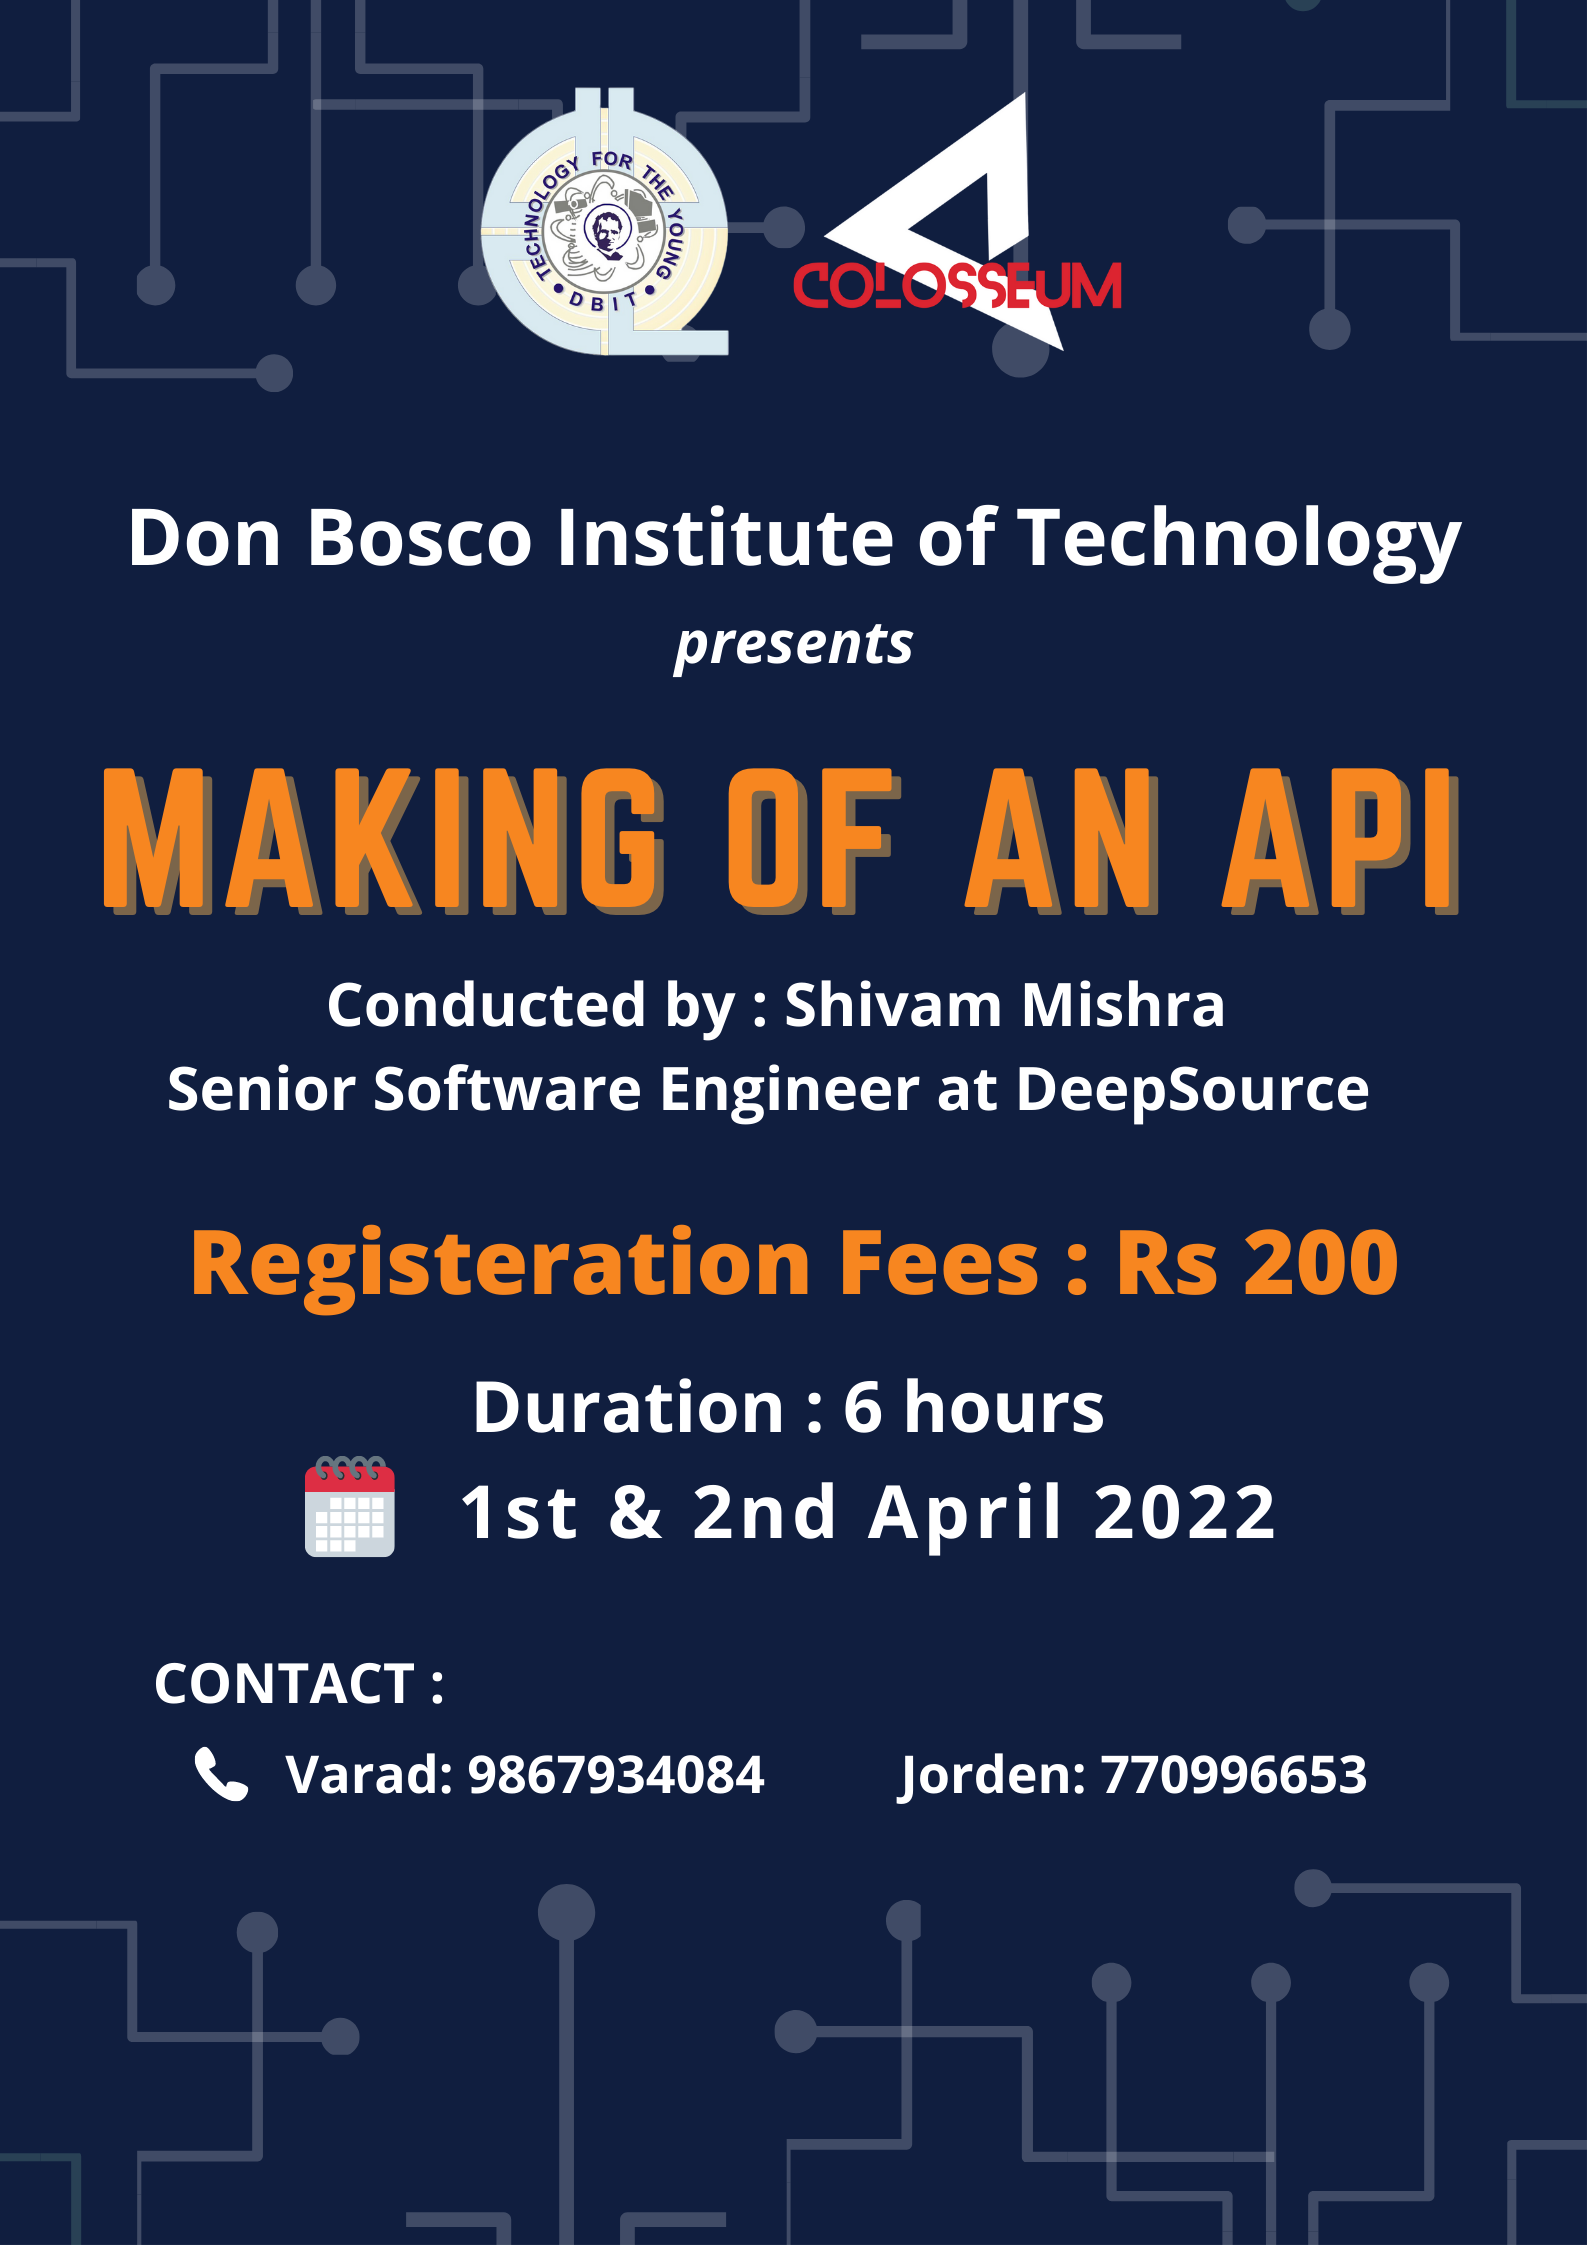 TECHNOLOGY FOR THE YOUNG
DBIT
COLOSSEUM
Don Bosco Institute of Technology
presents
MAKING OF AN API
Conducted by : Shivam Mishra
Senior Software Engineer at DeepSource
Registeration Fees : Rs 200
Duration : 6 hours
1st & 2nd April 2022
CONTACT :
Varad: 9867934084 Jorden: 770996653